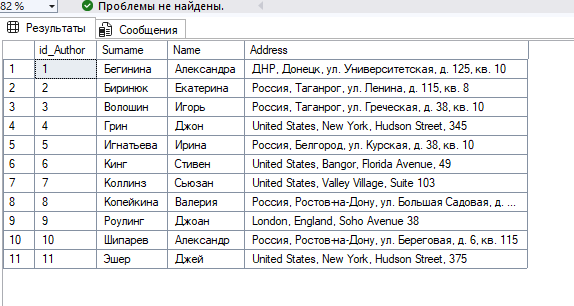 82 % Проблемы не найдены.
Результаты Сообщения
id_Author Surname Name Address
1 1 Бегинина Александра ДНР, Донецк, ул. Университетская, д. 125, кв. 10
2 2 Биринюк Екатерина Россия, Таганрог, ул. Ленина, д. 115, кв. 8
3 3 Волошин Игорь Россия, Таганрог, ул. Греческая, д. 38, кв. 10
4 4 Грин Джон United States, New York, Hudson Street, 345
5 5 Игнатьева Ирина Россия, Белгород, ул. Курская, д. 38, кв. 10
6 6 Кинг Стивен United States, Bangor, Florida Avenue, 49
7 7 Коллинз Сьюзан United States, Valley Village, Suite 103
8 8 Копейкина Валерия Россия, Ростов-на-Дону, ул. Большая Садовая, д. ...
9 9 Роулинг Джоан London, England, Soho Avenue 38
10 10 Шипарев Александр Россия, Ростов-на-Дону, ул. Береговая, д. 6, кв. 115
11 11 Эшер Джей United States, New York, Hudson Street, 375